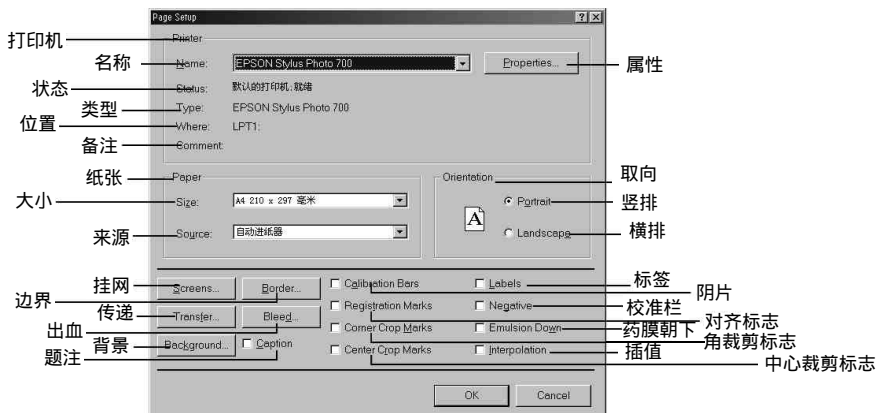 Page Setup
打印机 Printer
名称 Name: EPSON Stylus Photo 700 Properties... 属性
状态 Status: 默认的打印机;就绪
类型 Type: EPSON Stylus Photo 700
位置 Where: LPT1:
备注 Comment:
纸张 Paper Orientation 取向
大小 Size: A4 210 x 297 毫米 A Portrait 竖排
来源 Source: 自动进纸器 Landscape 横排
挂网 Screens... Border... Calibration Bars Labels 标签
边界 阴片
传递 Transfer... Bleed... Registration Marks Negative 校准栏
出血 对齐标志
Corner Crop Marks Emulsion Down 药膜朝下
背景 Background... Caption 角裁剪标志
题注 Center Crop Marks Interpolation 插值
中心裁剪标志
OK Cancel